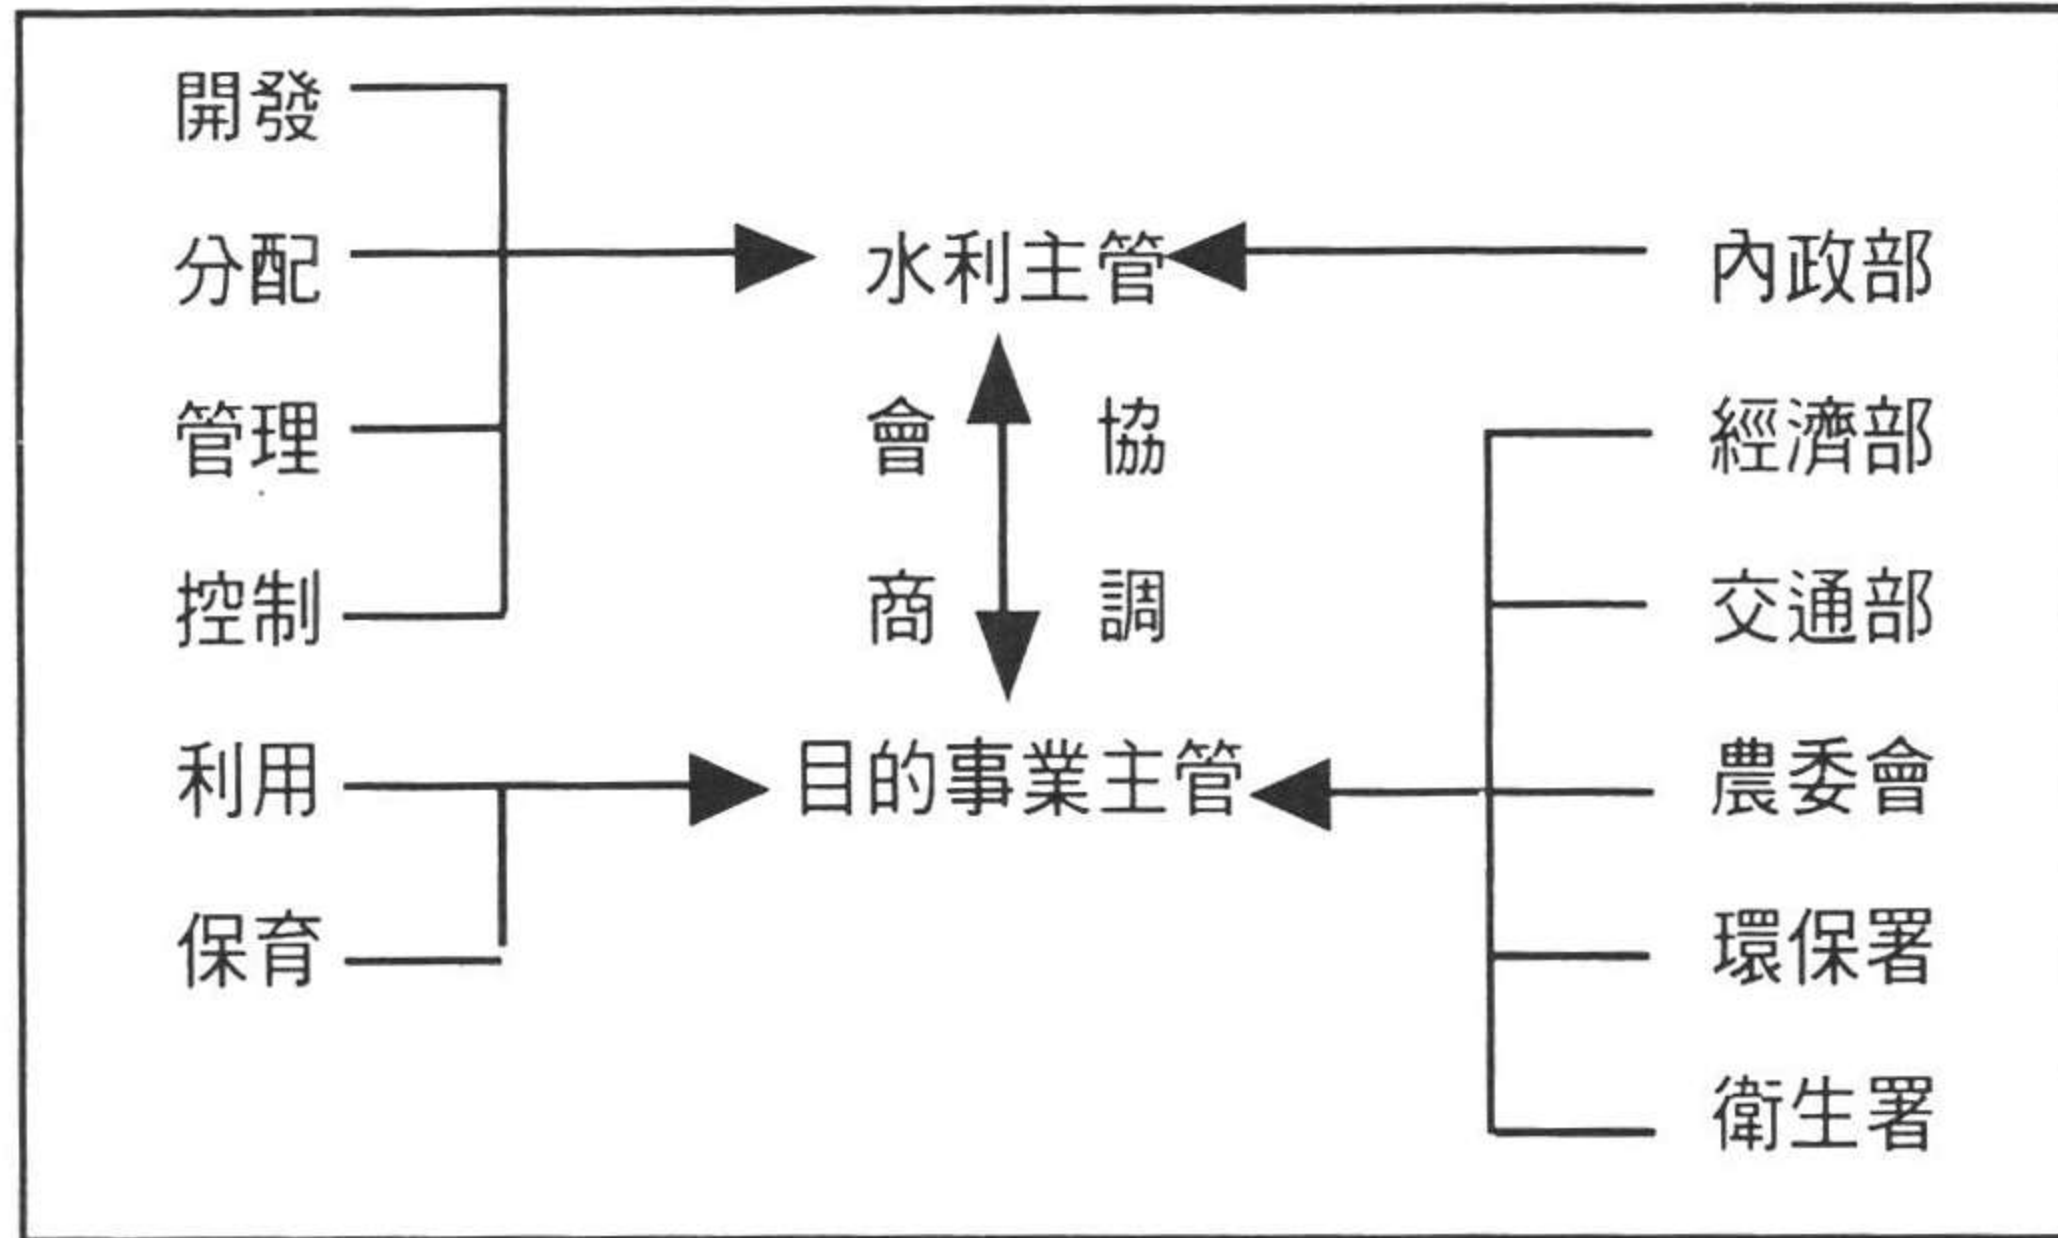 開發
分配 水利主管 內政部
管理 會 協 經濟部
控制 商 調 交通部
利用 目的事業主管 農委會
保育 環保署
衛生署